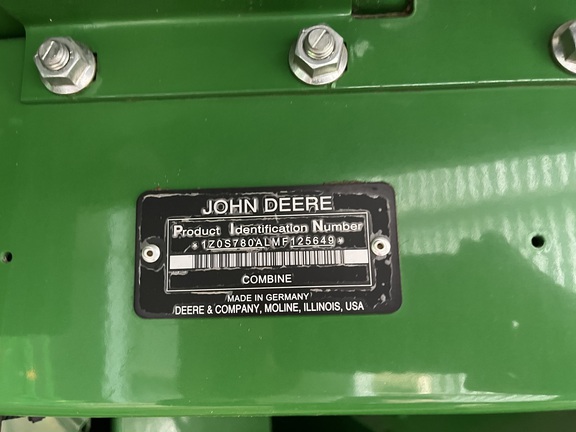 JOHN DEERE
Product Identification Number
*1Z0S780ALMF125649*
COMBINE
MADE IN GERMANY
DEERE & COMPANY, MOLINE, ILLINOIS, USA